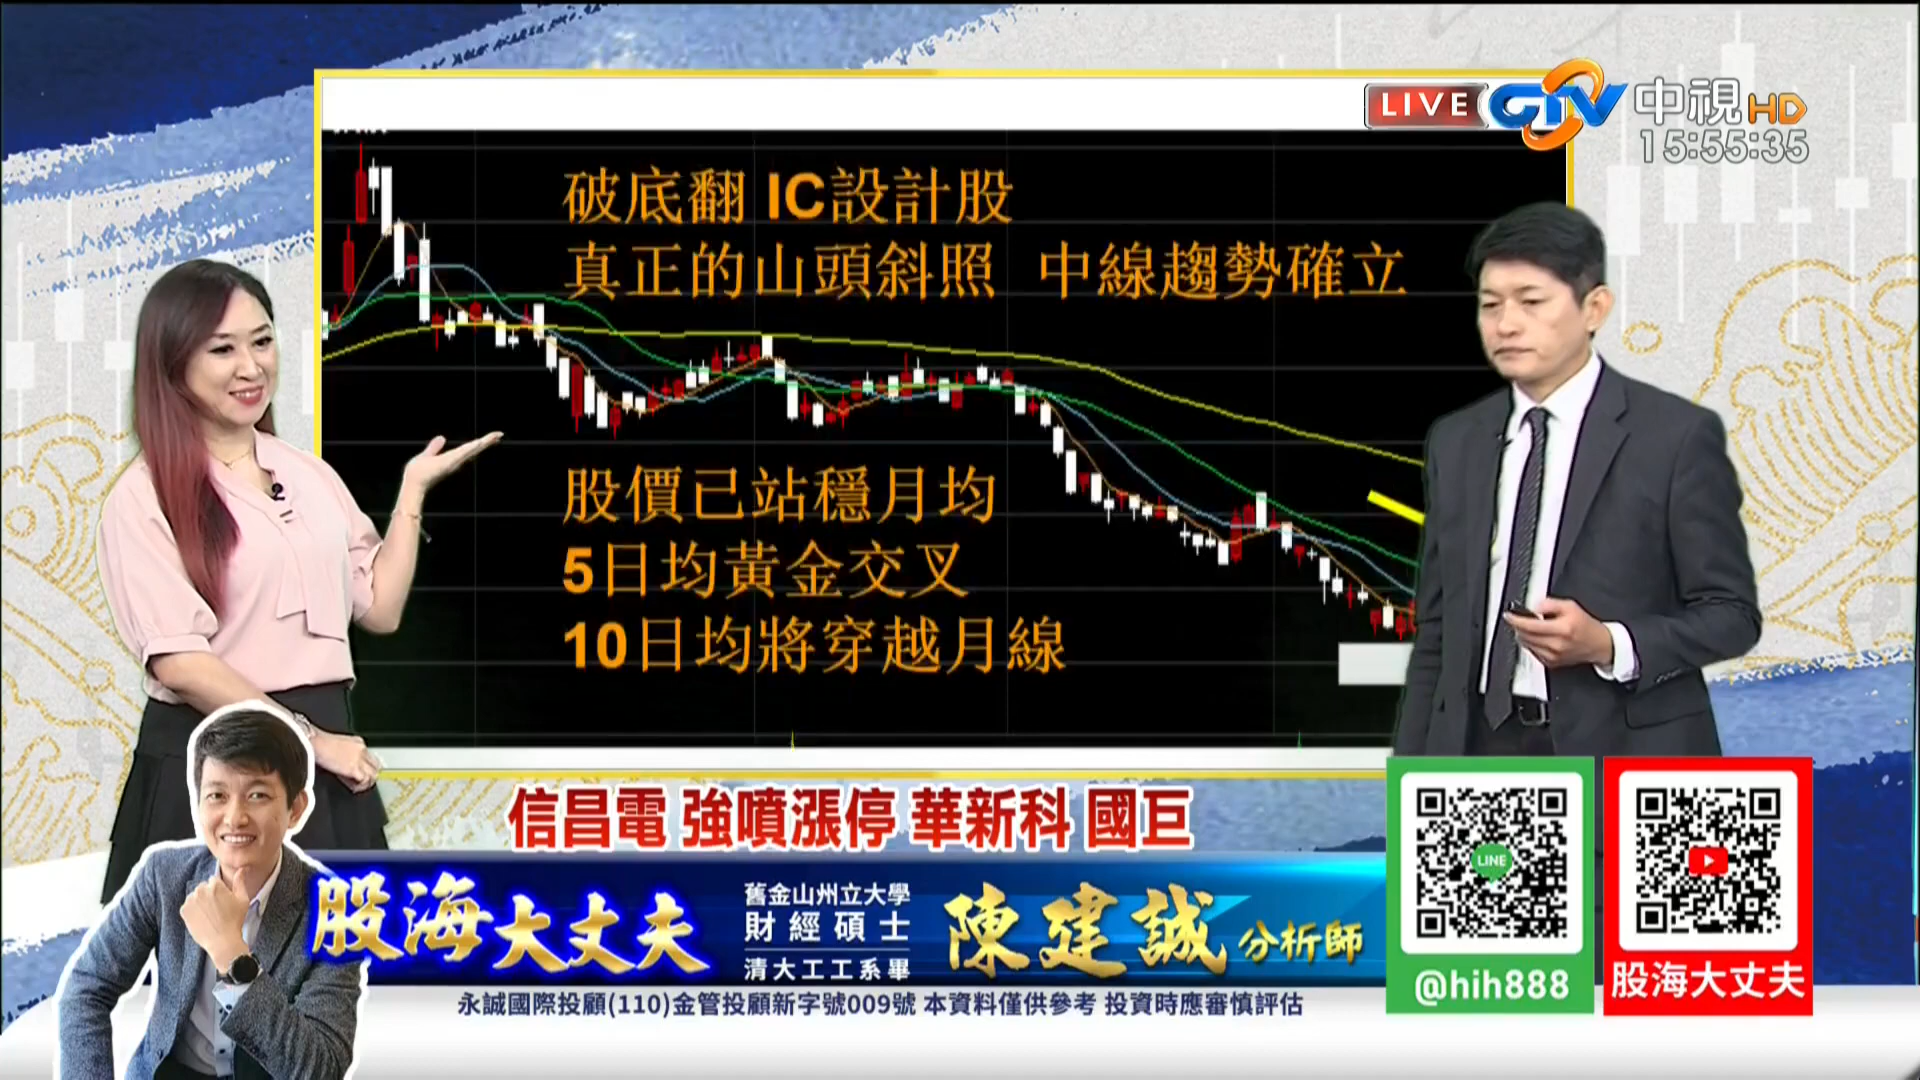 LIVE CTV 中視HD
15:55:35
破底翻 IC設計股
真正的山頭斜照 中線趨勢確立
股價已站穩月均
5日均黃金交叉
10日均將穿越月線
信昌電 強噴漲停 華新科 國巨
股海大丈夫
舊金山州立大學
財經碩士
清大工工系畢
陳建誠 分析師
永誠國際投顧(110)金管投顧新字號009號 本資料僅供參考 投資時應審慎評估
LINE
@hih888
股海大丈夫